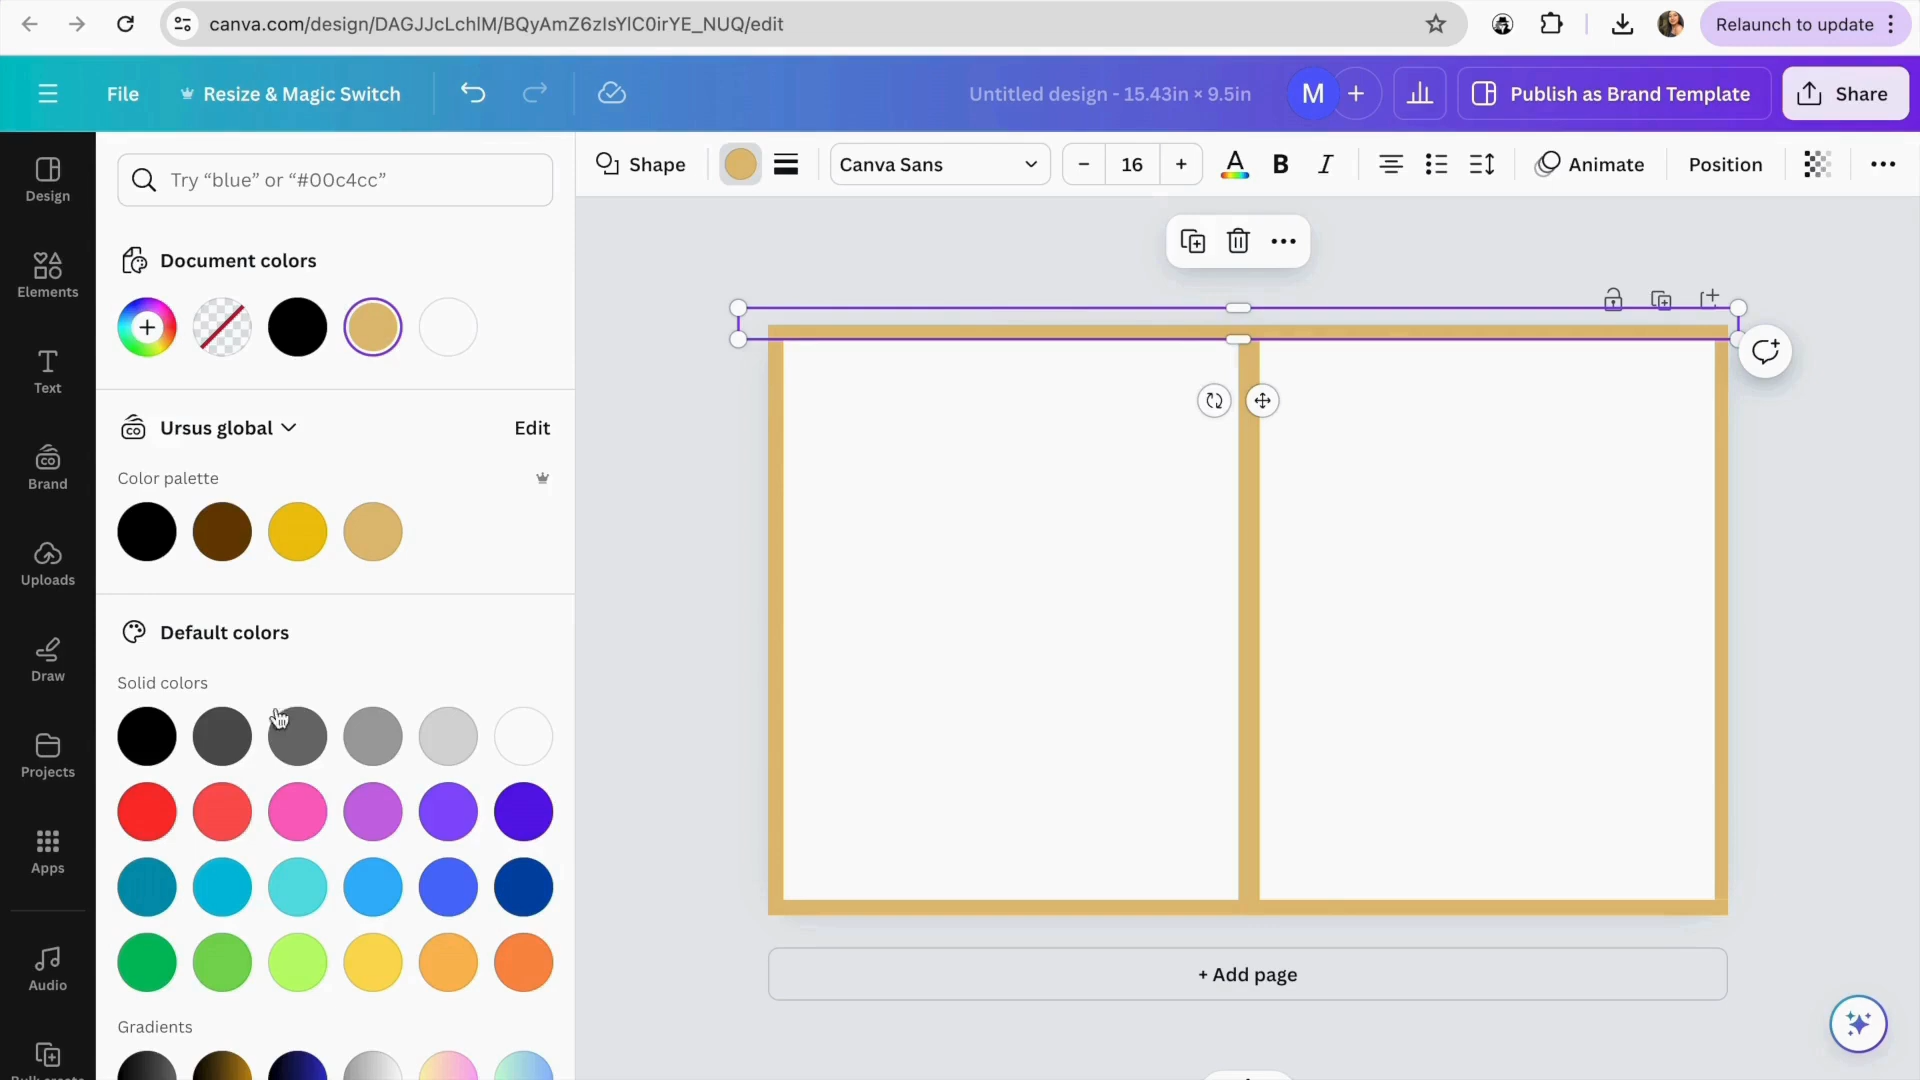 canva.com/design/DAGJJcLchlM/BQyAmZ6zIsYlC0irYE_NUQ/edit
Relaunch to update
File
Resize & Magic Switch
Untitled design - 15.43in × 9.5in
M
Publish as Brand Template
Share
Design
Elements
Text
Brand
Uploads
Draw
Projects
Apps
Audio
Try “blue” or “#00c4cc”
Document colors
Ursus global
Edit
Color palette
Default colors
Solid colors
Gradients
Shape
Canva Sans
16
Animate
Position
+ Add page